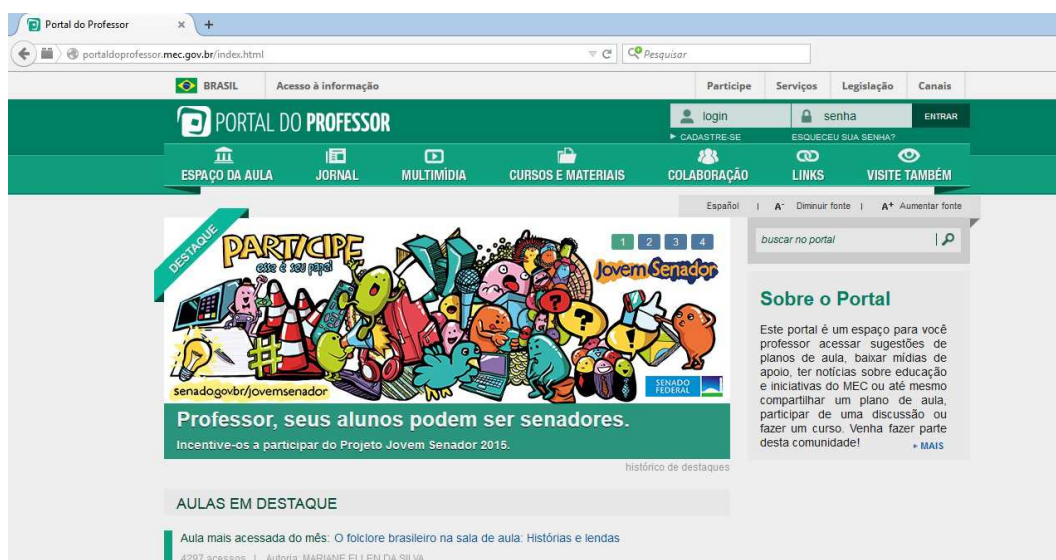 Portal do Professor
portaldoprofessor.mec.gov.br/index.html
Pesquisar
BRASIL Acesso à informação Participe Serviços Legislação Canais
PORTAL DO PROFESSOR
login senha ENTRAR
CADASTRE-SE ESQUECEU SUA SENHA?
ESPAÇO DA AULA JORNAL MULTIMÍDIA CURSOS E MATERIAIS COLABORAÇÃO LINKS VISITE TAMBÉM
Español | A- Diminuir fonte | A+ Aumentar fonte
DESTAQUE
PARTICIPE
esse é seu papel
1 2 3 4
Jovem Senador
senado.gov.br/jovemsenador
SENADO
FEDERAL
Professor, seus alunos podem ser senadores.
Incentive-os a participar do Projeto Jovem Senador 2015.
histórico de destaques
buscar no portal
Sobre o Portal
Este portal é um espaço para você
professor acessar sugestões de
planos de aula, baixar mídias de
apoio, ter notícias sobre educação
e iniciativas do MEC ou até mesmo
compartilhar um plano de aula,
participar de uma discussão ou
fazer um curso. Venha fazer parte
desta comunidade! MAIS
AULAS EM DESTAQUE
Aula mais acessada do mês: O folclore brasileiro na sala de aula: Histórias e lendas
4297 acessos | Autoria: MARIANE ELLEN DA SILVA